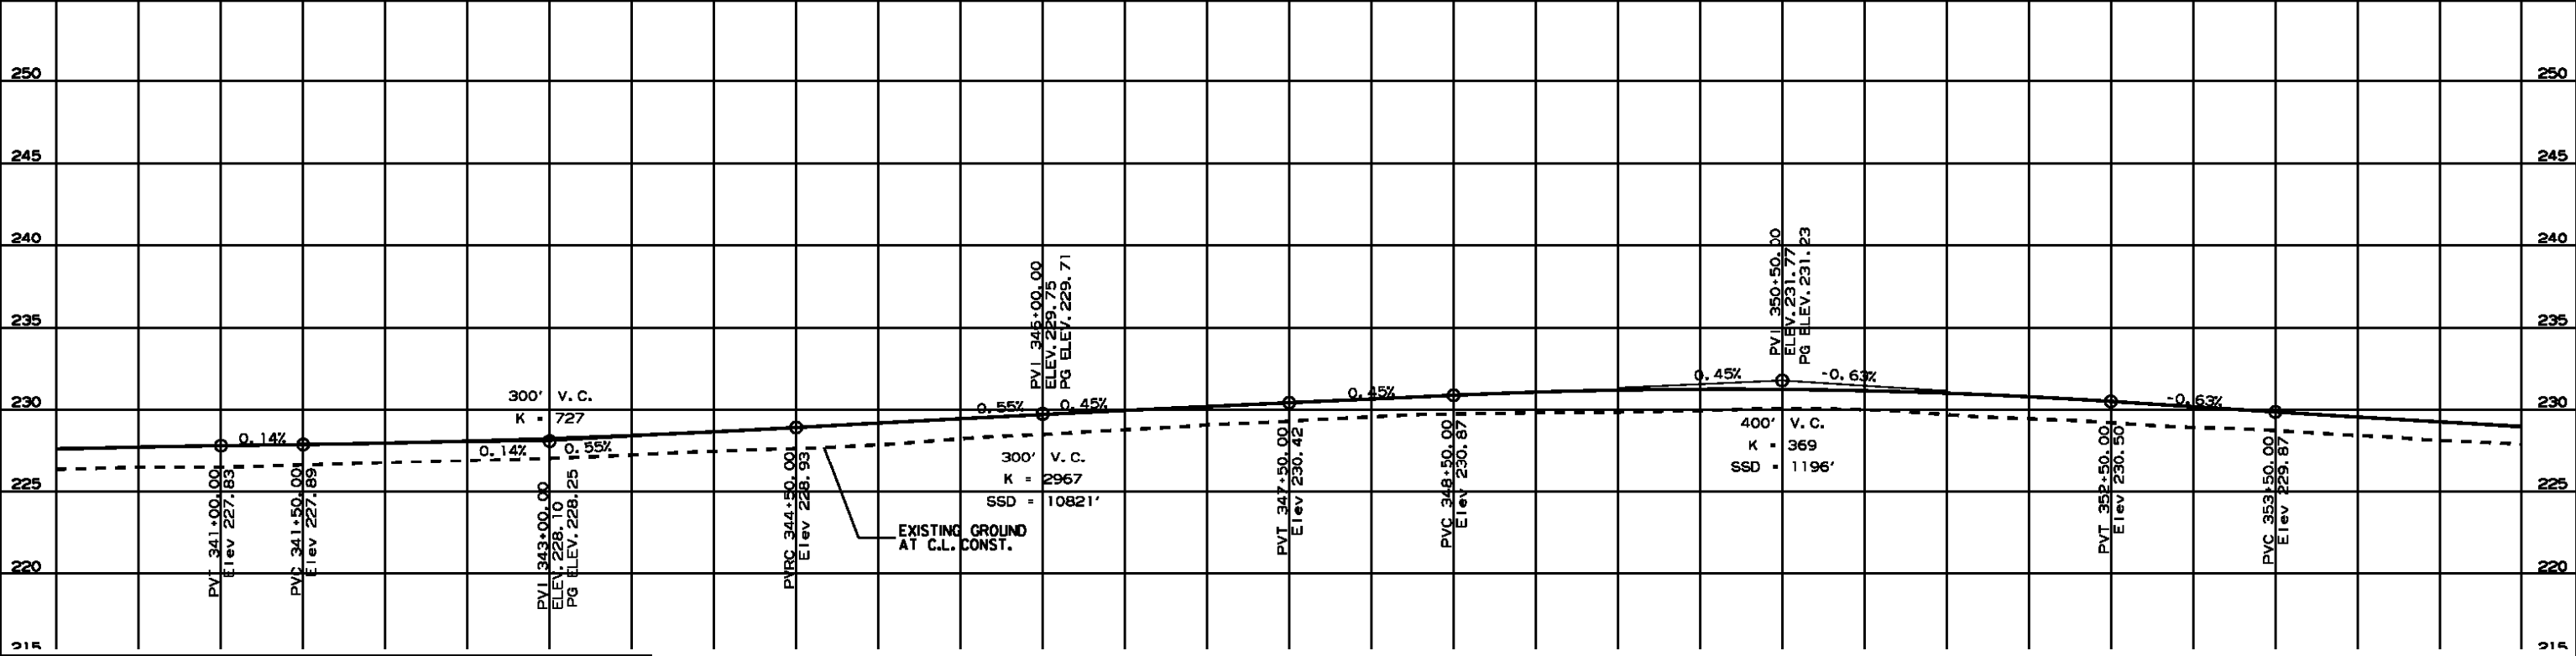 250
250
245
245
240
240
235
235
230
230
225
225
220
220
215
215
PVT 341+00.00
Elev 227.83
0.14%
PVC 341+50.00
Elev 227.89
300' V.C.
K = 727
0.14%
0.55%
PVI 343+00.00
ELEV.228.10
PG ELEV.228.25
PVRC 344+50.00
Elev 228.93
EXISTING GROUND
AT C.L. CONST.
PVI 346+00.00
ELEV.229.75
PG ELEV.229.71
0.55%
0.45%
300' V.C.
K = 2967
SSD = 10821'
PVT 347+50.00
Elev 230.42
0.45%
PVC 348+50.00
Elev 230.87
PVI 350+50.00
ELEV.231.77
PG ELEV.231.23
0.45%
-0.63%
400' V.C.
K = 369
SSD = 1196'
PVT 352+50.00
Elev 230.50
-0.63%
PVC 353+50.00
Elev 229.87